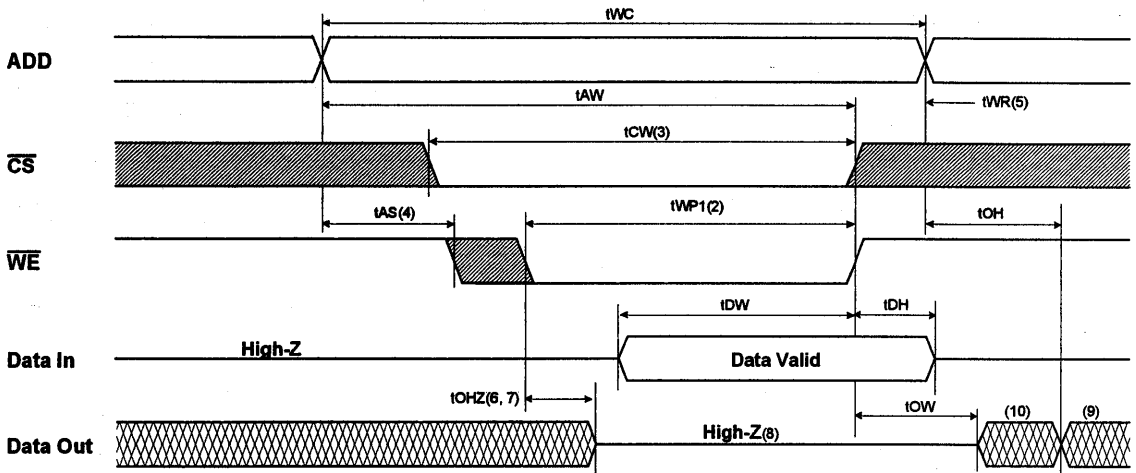 tWC
ADD
tAW
tWR(5)
tCW(3)
CS
tAS(4)
tWP1(2)
tOH
WE
tDW
tDH
High-Z
Data In
Data Valid
tOHZ(6, 7)
tOW
(10)
(9)
High-Z(8)
Data Out